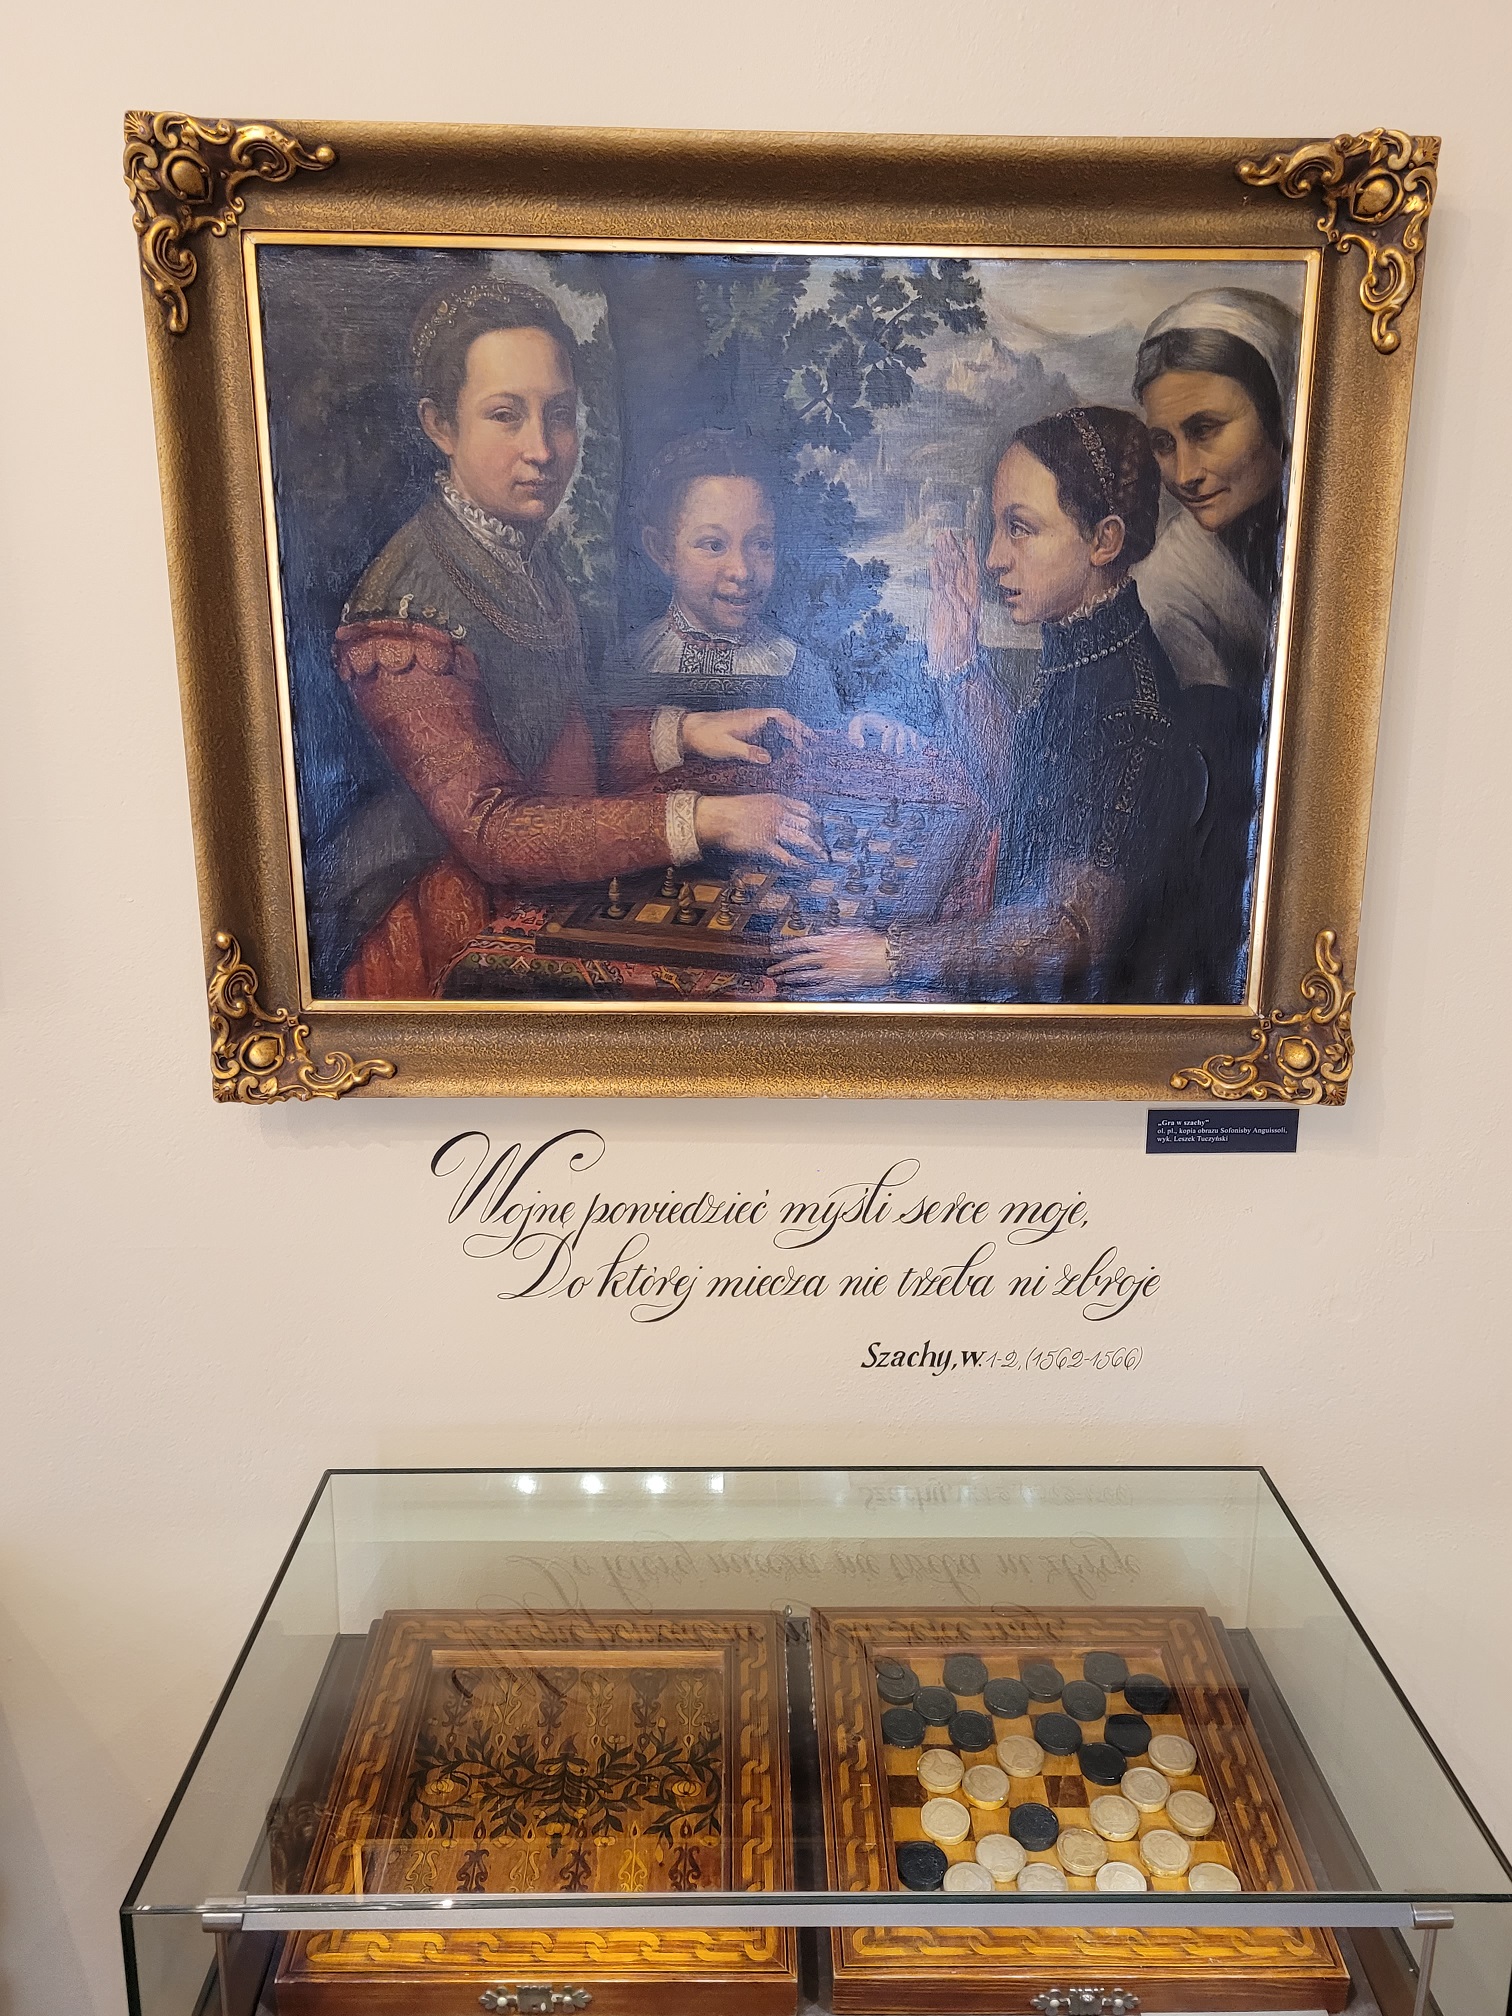 „Gra w szachy”
ol. pł., kopia obrazu Sofonisby Anguissoli,
wyk. Leszek Tuczyński
Wojnę powiedzieć myśli serce moje,
Do której miecza nie trzeba ni zbroje
Szachy, w. 1-2, (1562-1566)